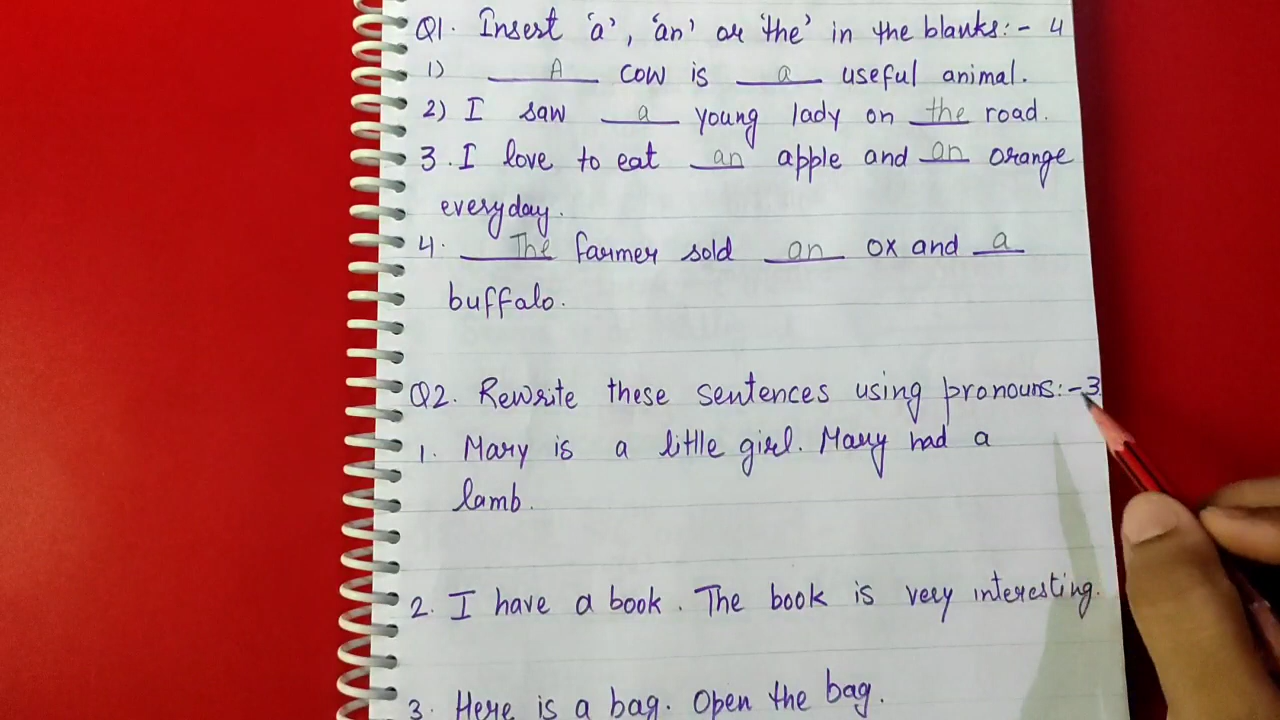 Q1. Insert 'a', 'an' or 'the' in the blanks:- 4
1) A cow is a useful animal.
2) I saw a young lady on the road.
3. I love to eat an apple and an orange
everyday.
4. The farmer sold an ox and a
buffalo.
Q2. Rewrite these sentences using pronouns:- 3
1. Mary is a little girl. Mary had a
lamb.
2. I have a book. The book is very interesting.
3. Here is a bag. Open the bag.